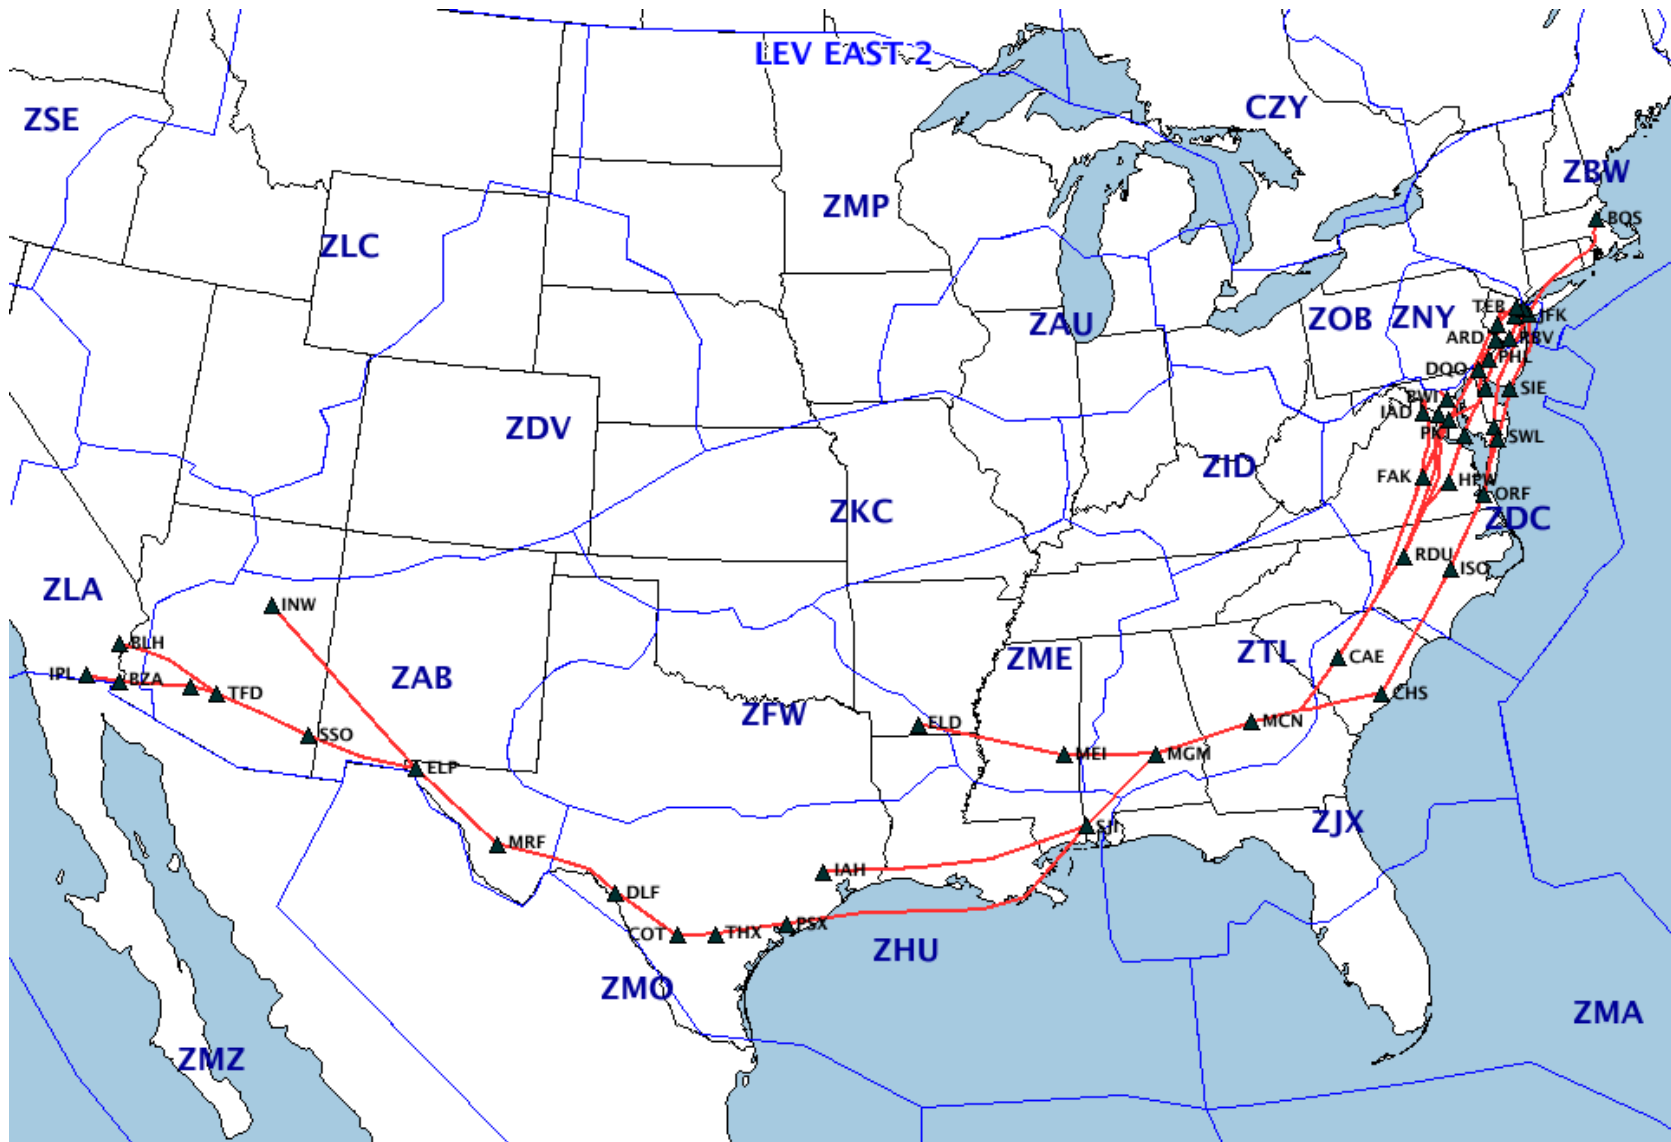 LEV EAST 2
ZSE
CZY
ZBW
ZMP
BOS
ZLC
TEB
JFK
ZAU
ZOB
ZNY
ARD
RBV
PHL
DQO
SIE
BWI
IAD
ZDV
PK
SWL
ZID
FAK
HPW
ORF
ZKC
ZDC
RDU
ISO
ZLA
INW
BLH
ZTL
ZME
CAE
IPL
BZA
ZAB
TFD
CHS
ZFW
ELD
MCN
SSO
MEI
MGM
ELP
ZJX
SJI
MRF
IAH
DLF
COT
THX
PSX
ZHU
ZMO
ZMA
ZMZ